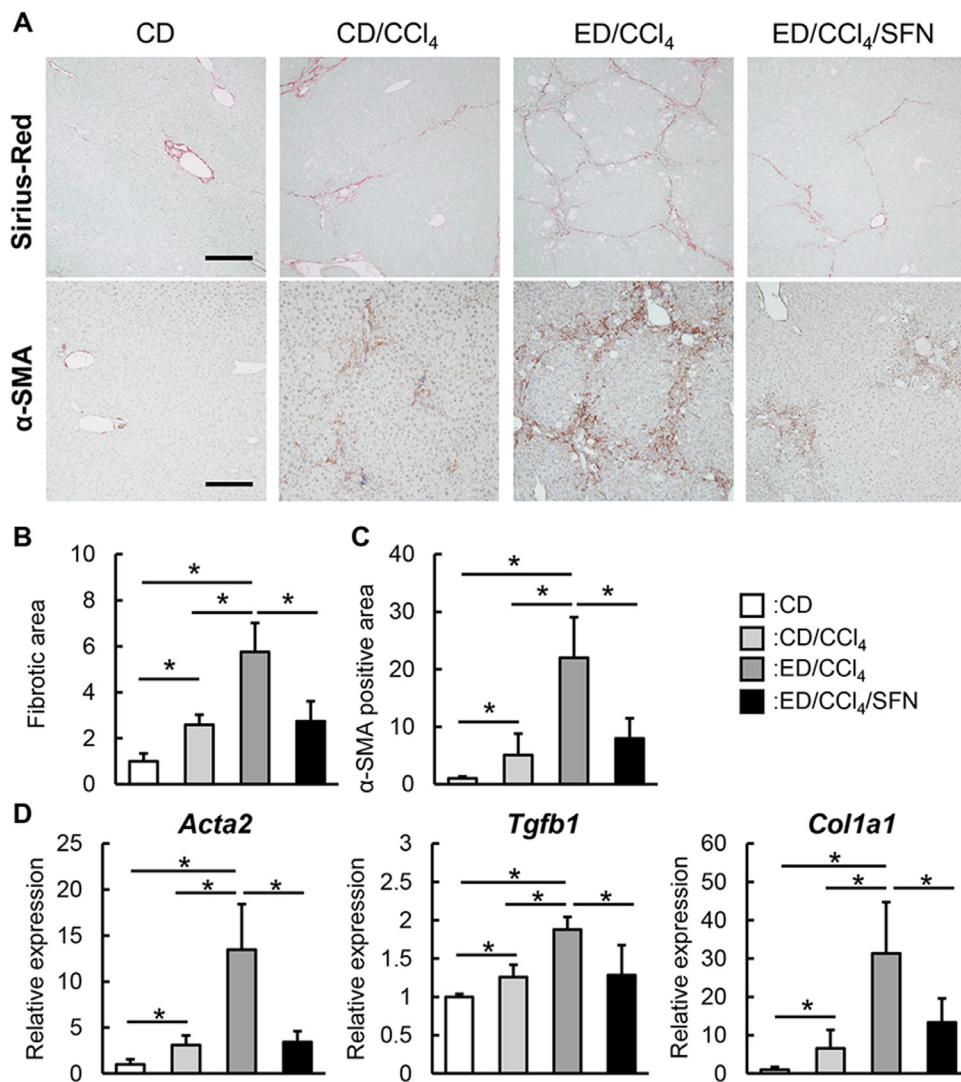 A
CD CD/CCl₄ ED/CCl₄ ED/CCl₄/SFN
Sirius-Red
α-SMA
B
Fibrotic area
10
8
6
4
2
0
* * * *
C
α-SMA positive area
40
30
20
10
0
* * * *
:CD
:CD/CCl₄
:ED/CCl₄
:ED/CCl₄/SFN
D
Acta2
Relative expression
25
20
15
10
5
0
* * * *
Tgfb1
Relative expression
3
2.5
2
1.5
1
0.5
0
* * * *
Col1a1
Relative expression
60
50
40
30
20
10
0
* * * *